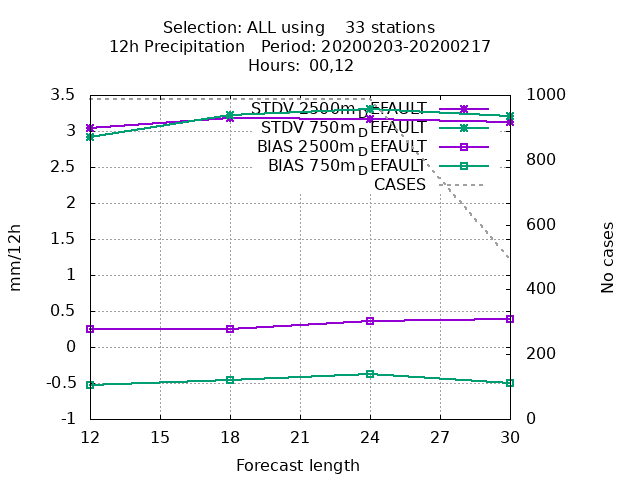 Selection: ALL using 33 stations
12h Precipitation Period: 20200203-20200217
Hours: 00,12
STDV 2500m_DEFAULT
STDV 750m_DEFAULT
BIAS 2500m_DEFAULT
BIAS 750m_DEFAULT
CASES
3.5
3
2.5
2
1.5
1
0.5
0
-0.5
-1
1000
800
600
400
200
0
12 15 18 21 24 27 30
mm/12h
No cases
Forecast length